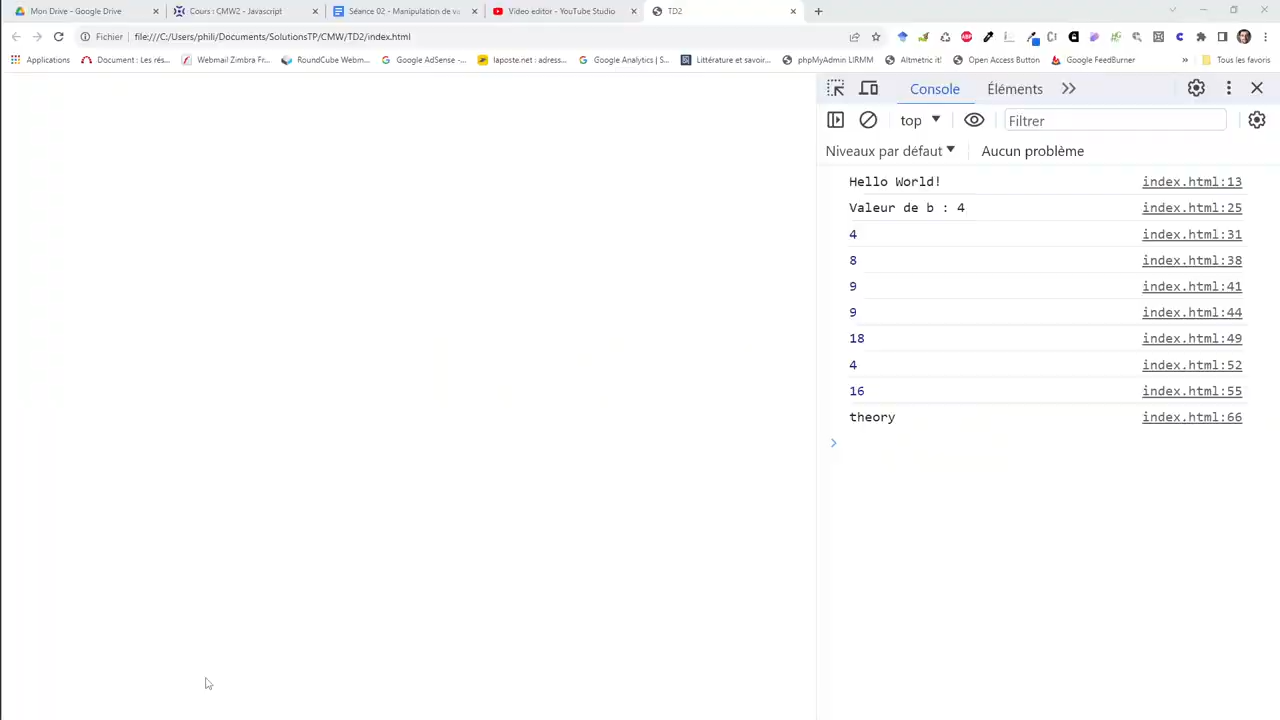 Mon Drive - Google Drive
Cours : CMW2 - Javascript
Séance 02 - Manipulation de va
Video editor - YouTube Studio
TD2
Fichier file:///C:/Users/phili/Documents/SolutionsTP/CMW/TD2/index.html
Applications Document : Les rés... Webmail Zimbra Fr... RoundCube Webm... Google AdSense -... laposte.net : adress... Google Analytics | S... Littérature et savoir... phpMyAdmin LIRMM Altmetric it! Open Access Button Google FeedBurner » Tous les favoris
Console Éléments
top Filtrer
Niveaux par défaut Aucun problème
Hello World! index.html:13
Valeur de b : 4 index.html:25
4 index.html:31
8 index.html:38
9 index.html:41
9 index.html:44
18 index.html:49
4 index.html:52
16 index.html:55
theory index.html:66